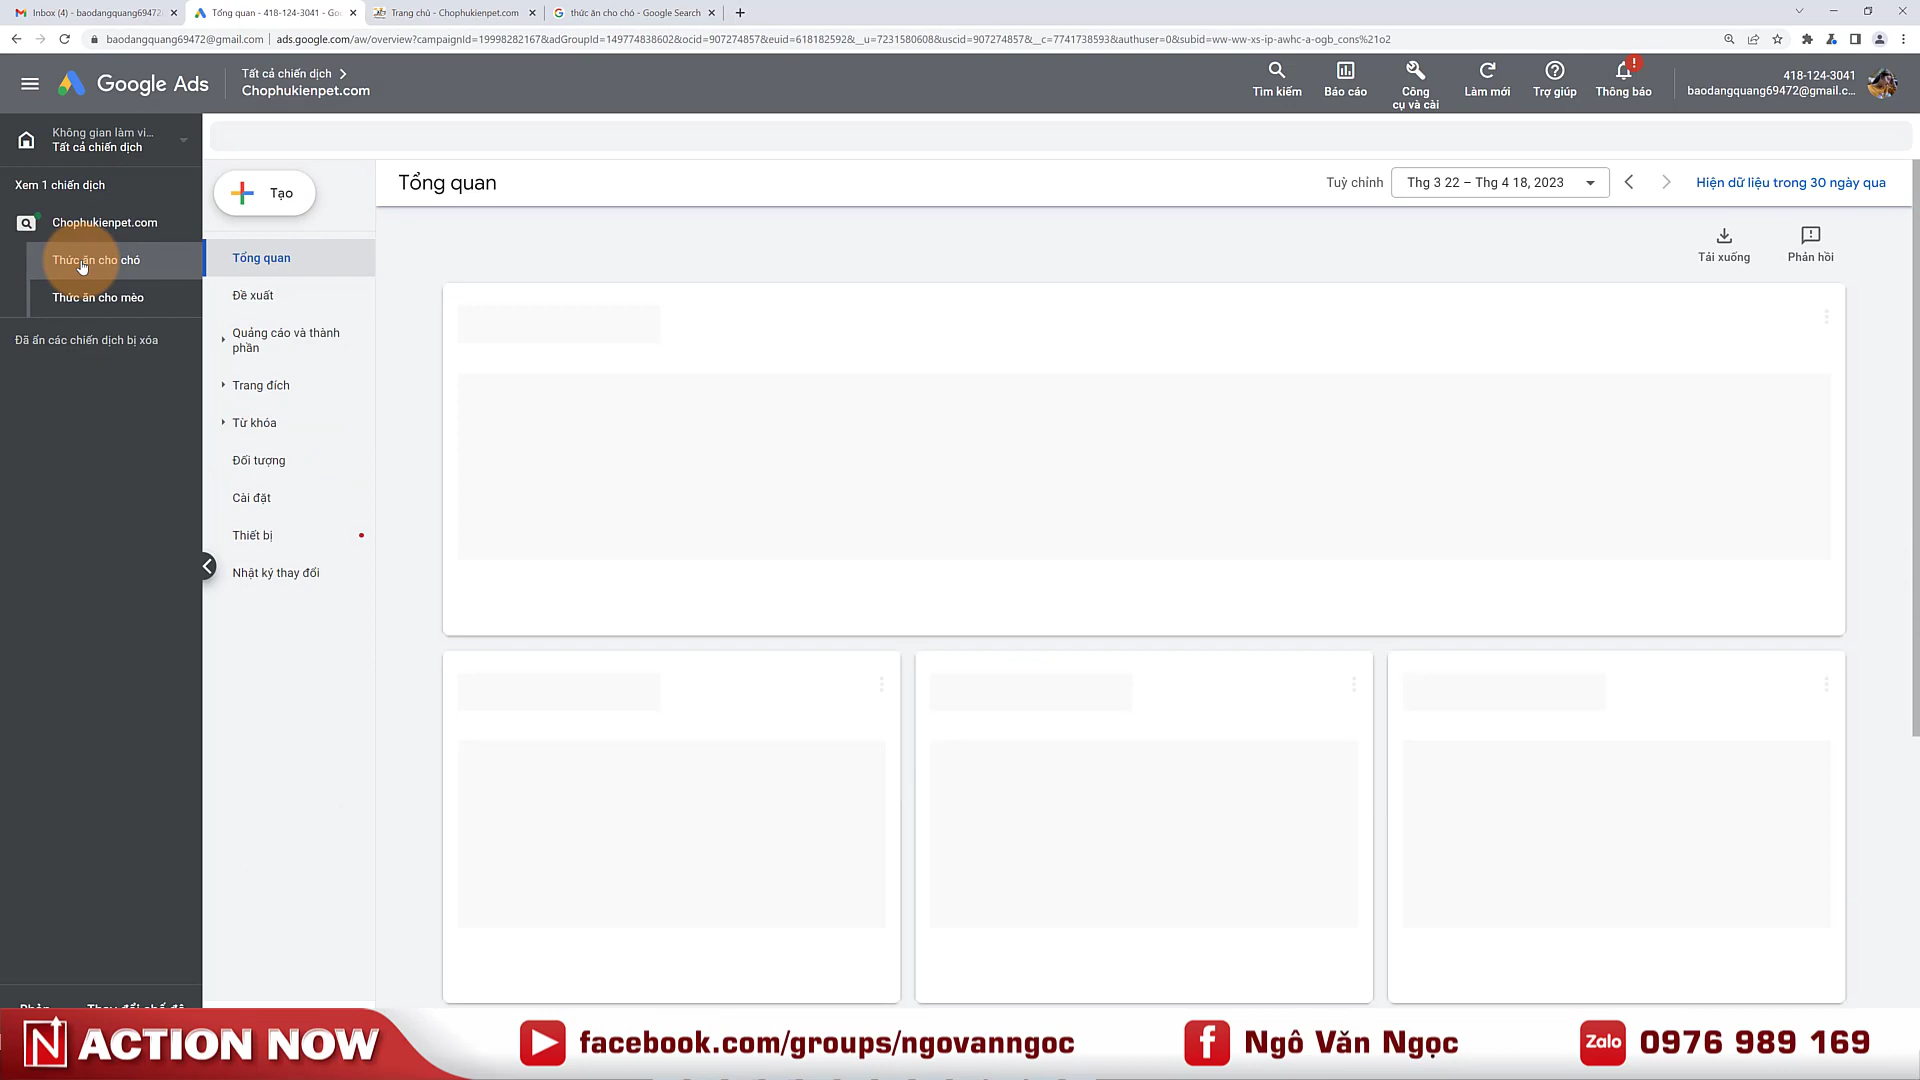 Inbox (4) - baodangquang69472
Tổng quan - 418-124-3041 - Go
Trang chủ - Chophukienpet.com
thức ăn cho chó - Google Search
baodangquang69472@gmail.com
ads.google.com/aw/overview?campaignId=19998282167&adGroupId=149774838602&ocid=907274857&euid=618182592&__u=7231580608&uscid=907274857&__c=7741738593&authuser=0&subid=ww-ww-xs-ip-awhc-a-ogb_cons%21o2
Google Ads
Tất cả chiến dịch
Chophukienpet.com
Tìm kiếm
Báo cáo
Công
cụ và cài
Làm mới
Trợ giúp
Thông báo
418-124-3041
baodangquang69472@gmail.c...
Không gian làm vi...
Tất cả chiến dịch
Xem 1 chiến dịch
Chophukienpet.com
Thức ăn cho chó
Thức ăn cho mèo
Đã ẩn các chiến dịch bị xóa
Tạo
Tổng quan
Đề xuất
Quảng cáo và thành
phần
Trang đích
Từ khóa
Đối tượng
Cài đặt
Thiết bị
Nhật ký thay đổi
Tổng quan
Tuỳ chỉnh
Thg 3 22 – Thg 4 18, 2023
Hiện dữ liệu trong 30 ngày qua
Tải xuống
Phản hồi
N ACTION NOW
facebook.com/groups/ngovanngoc
Ngô Văn Ngọc
Zalo
0976 989 169